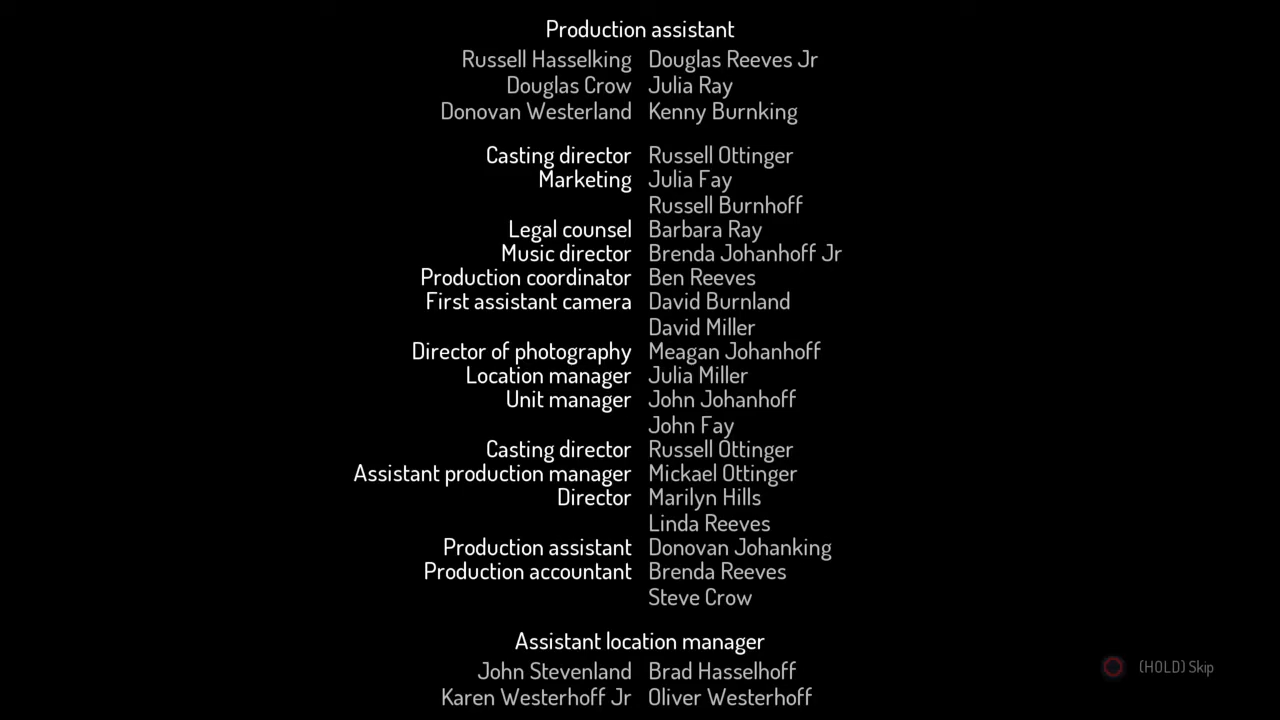 Production assistant
Russell Hasselking Douglas Reeves Jr
Douglas Crow Julia Ray
Donovan Westerland Kenny Burnking
Casting director Russell Ottinger
Marketing Julia Fay
Russell Burnhoff
Legal counsel Barbara Ray
Music director Brenda Johanhoff Jr
Production coordinator Ben Reeves
First assistant camera David Burnland
David Miller
Director of photography Meagan Johanhoff
Location manager Julia Miller
Unit manager John Johanhoff
John Fay
Casting director Russell Ottinger
Assistant production manager Mickael Ottinger
Director Marilyn Hills
Linda Reeves
Production assistant Donovan Johanking
Production accountant Brenda Reeves
Steve Crow
Assistant location manager
John Stevenland Brad Hasselhoff
(HOLD) Skip
Karen Westerhoff Jr Oliver Westerhoff